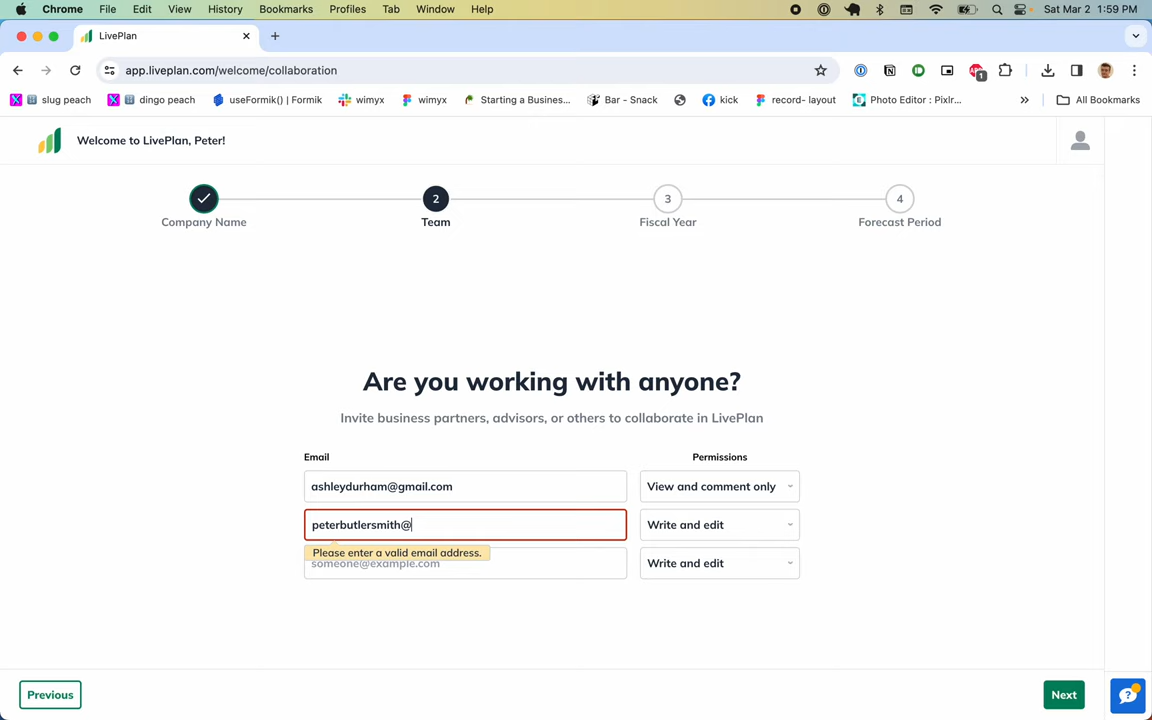 Chrome File Edit View History Bookmarks Profiles Tab Window Help Sat Mar 2 1:59 PM
LivePlan
app.liveplan.com/welcome/collaboration
1
slug peach dingo peach useFormik() | Formik wimyx wimyx Starting a Busines... Bar - Snack kick record- layout Photo Editor : Pixlr... » All Bookmarks
Welcome to LivePlan, Peter!
2 3 4
Company Name Team Fiscal Year Forecast Period
Are you working with anyone?
Invite business partners, advisors, or others to collaborate in LivePlan
Email Permissions
ashleydurham@gmail.com View and comment only
peterbutlersmith@ Write and edit
Please enter a valid email address.
someone@example.com Write and edit
Previous Next